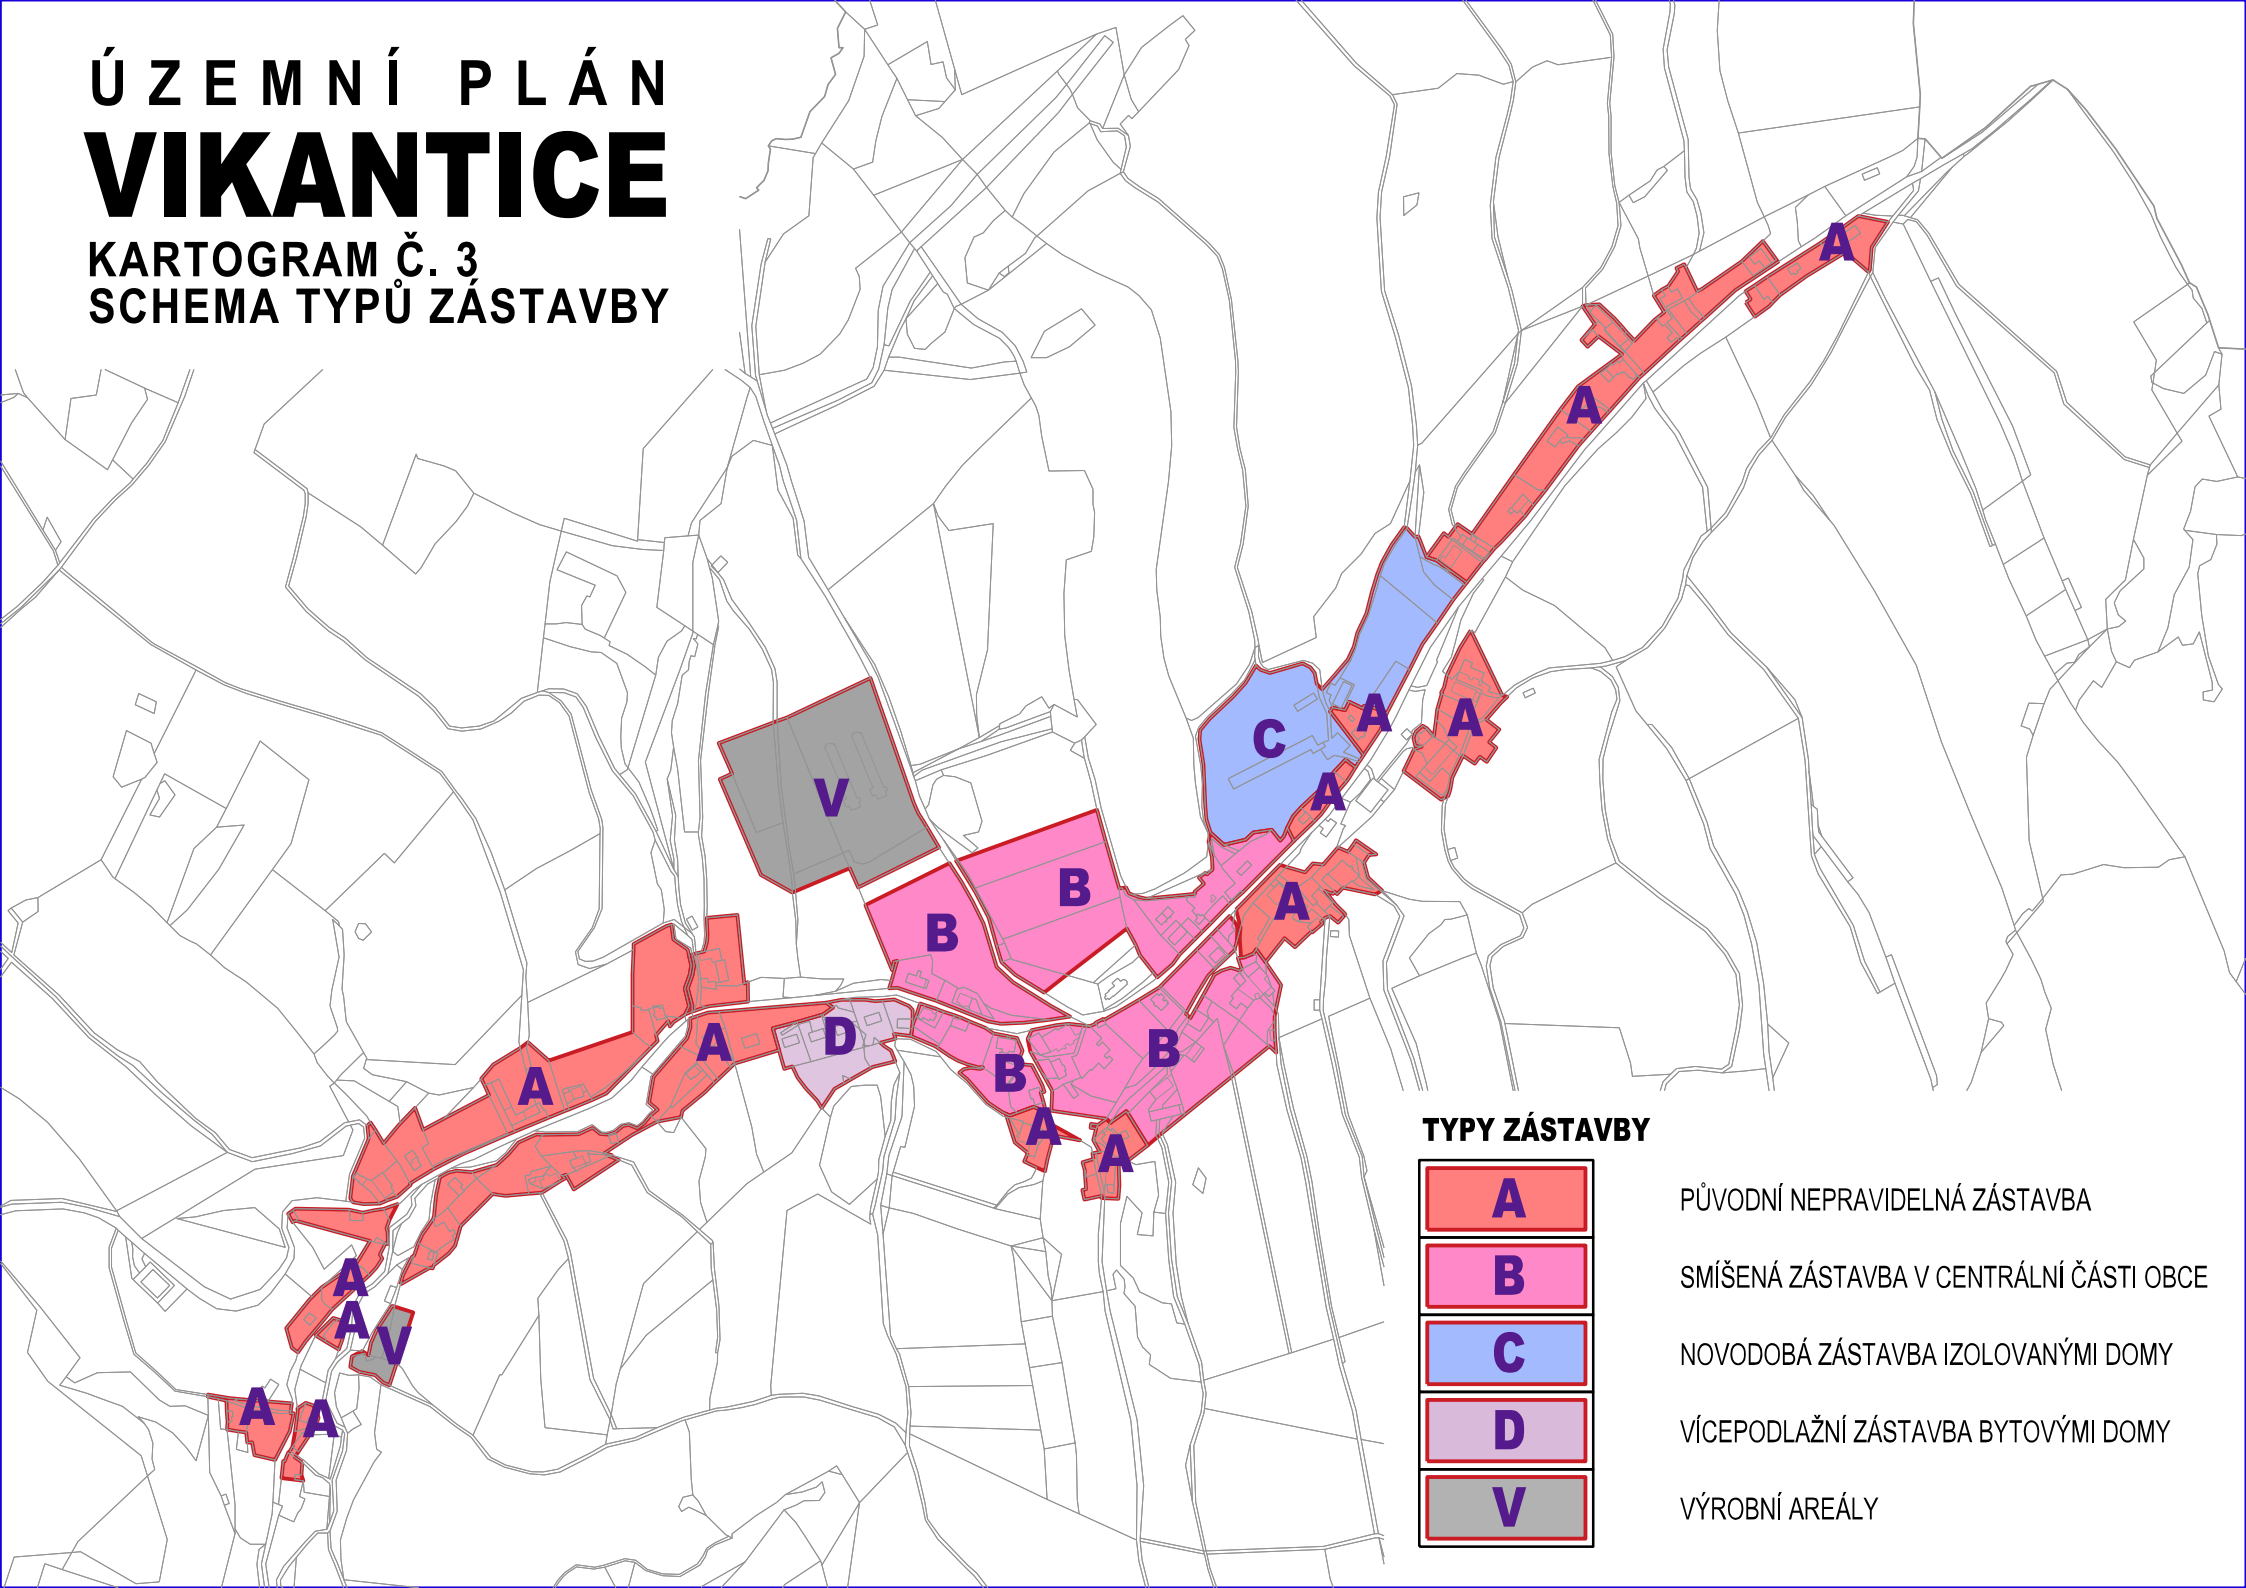 ÚZEMNÍ PLÁN
VIKANTICE
KARTOGRAM Č. 3
SCHEMA TYPŮ ZÁSTAVBY
A
A
A
A
C
A
V
B
A
B
D
A
B
A
B
A
A
A
A
V
A
A
TYPY ZÁSTAVBY
A PŮVODNÍ NEPRAVIDELNÁ ZÁSTAVBA
B SMÍŠENÁ ZÁSTAVBA V CENTRÁLNÍ ČÁSTI OBCE
C NOVODOBÁ ZÁSTAVBA IZOLOVANÝMI DOMY
D VÍCEPODLAŽNÍ ZÁSTAVBA BYTOVÝMI DOMY
V VÝROBNÍ AREÁLY